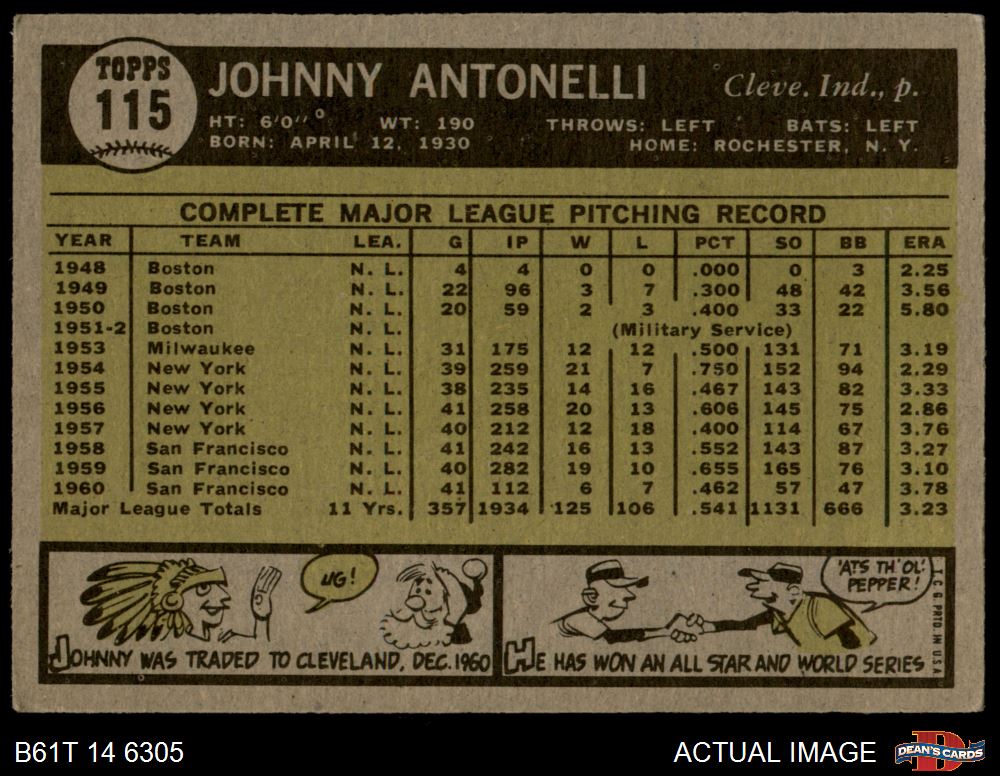 TOPPS
115
JOHNNY ANTONELLI
Cleve. Ind., p.
HT: 6'0" WT: 190 THROWS: LEFT BATS: LEFT
BORN: APRIL 12, 1930 HOME: ROCHESTER, N. Y.
COMPLETE MAJOR LEAGUE PITCHING RECORD
YEAR TEAM LEA. G IP W L PCT SO BB ERA
1948 Boston N. L. 4 4 0 0 .000 0 3 2.25
1949 Boston N. L. 22 96 3 7 .300 48 42 3.56
1950 Boston N. L. 20 59 2 3 .400 33 22 5.80
1951-2 Boston N. L. (Military Service)
1953 Milwaukee N. L. 31 175 12 12 .500 131 71 3.19
1954 New York N. L. 39 259 21 7 .750 152 94 2.29
1955 New York N. L. 38 235 14 16 .467 143 82 3.33
1956 New York N. L. 41 258 20 13 .606 145 75 2.86
1957 New York N. L. 40 212 12 18 .400 114 67 3.76
1958 San Francisco N. L. 41 242 16 13 .552 143 87 3.27
1959 San Francisco N. L. 40 282 19 10 .655 165 76 3.10
1960 San Francisco N. L. 41 112 6 7 .462 57 47 3.78
Major League Totals 11 Yrs. 357 1934 125 106 .541 1131 666 3.23
UG!
JOHNNY WAS TRADED TO CLEVELAND, DEC. 1960
'ATS TH' OL'
PEPPER!
HE HAS WON AN ALL STAR AND WORLD SERIES
T. C. G. PRTD. IN U.S.A.
B61T 14 6305
ACTUAL IMAGE
DEAN'S CARDS